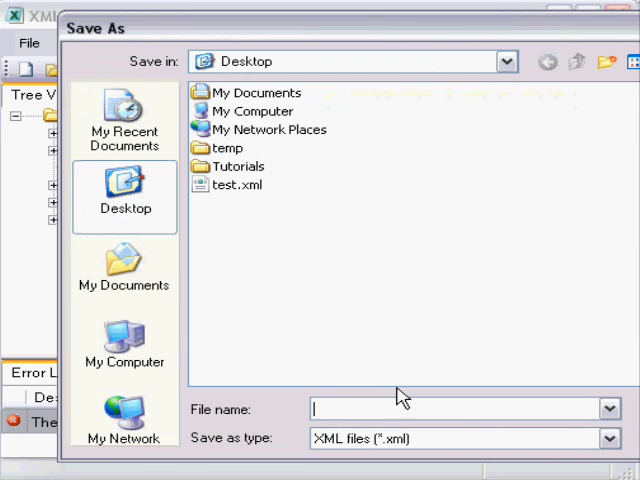 XML
Save As
File
Save in:
Desktop
Tree V
My Recent
Documents
Desktop
My Documents
My Computer
My Network
My Documents
My Computer
My Network Places
temp
Tutorials
test.xml
Error L
Des
The
File name:
Save as type:
XML files (*.xml)